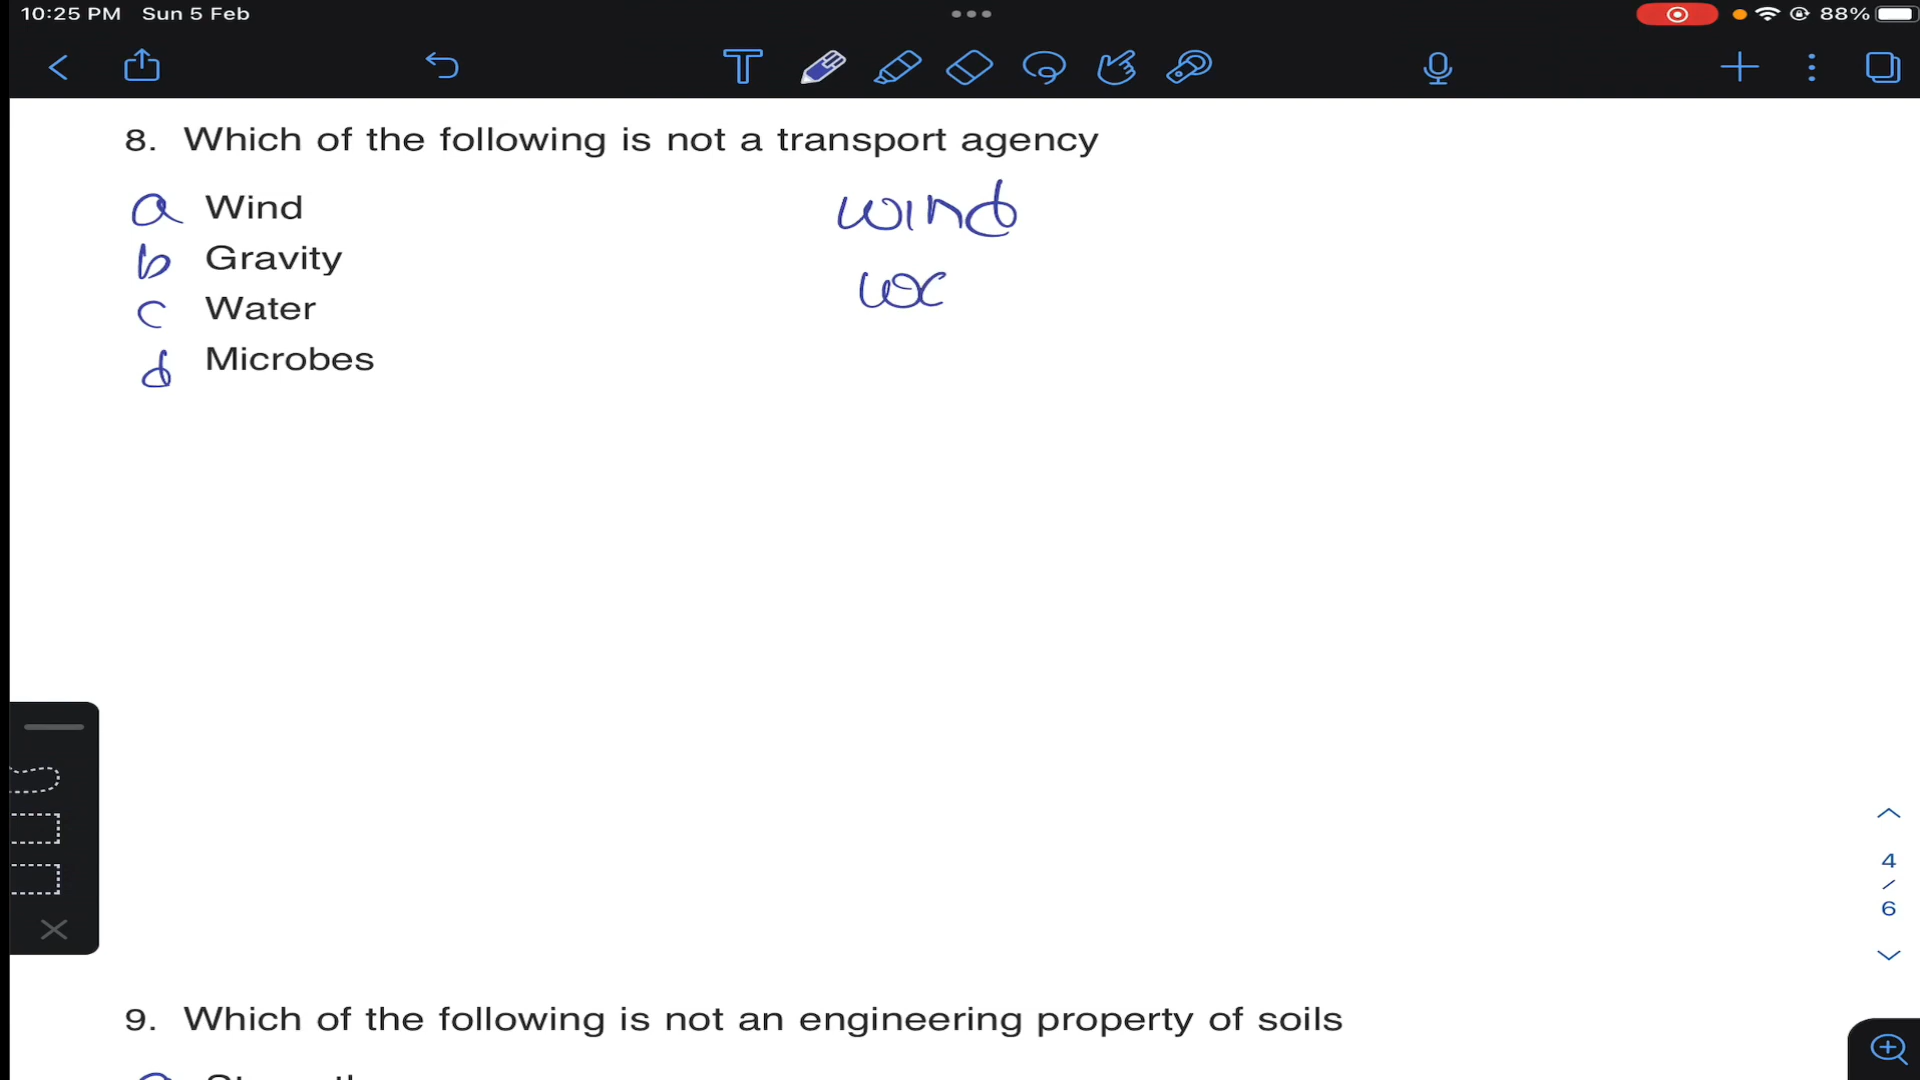 10:25 PM Sun 5 Feb
88%
8. Which of the following is not a transport agency
a Wind
b Gravity
c Water
d Microbes
wind
4
/
6
9. Which of the following is not an engineering property of soils